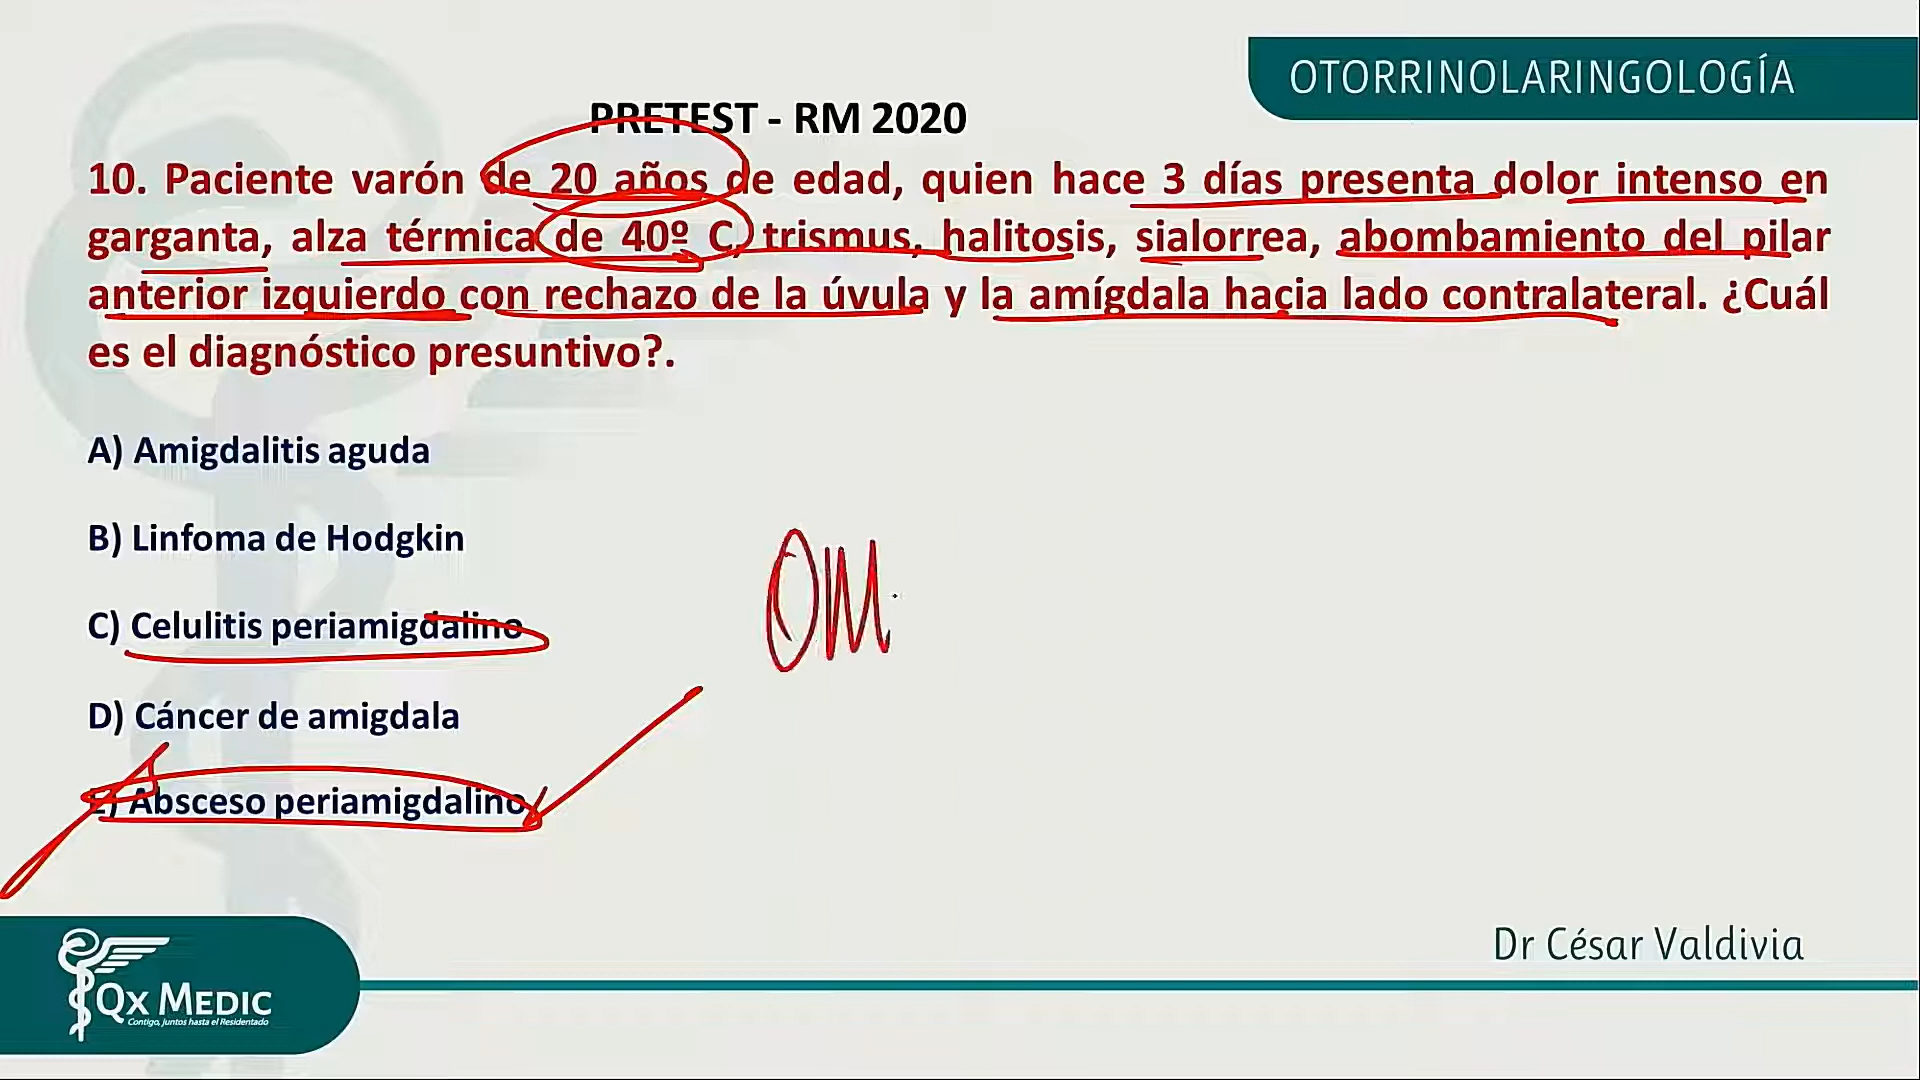 OTORRINOLARINGOLOGÍA
PRETEST - RM 2020
10. Paciente varón de 20 años de edad, quien hace 3 días presenta dolor intenso en
garganta, alza térmica de 40º C, trismus, halitosis, sialorrea, abombamiento del pilar
anterior izquierdo con rechazo de la úvula y la amígdala hacia lado contralateral. ¿Cuál
es el diagnóstico presuntivo?.
A) Amigdalitis aguda
B) Linfoma de Hodgkin
OM
C) Celulitis periamigdalino
D) Cáncer de amigdala
E) Absceso periamigdalino
Dr César Valdivia
QX MEDIC
Contigo, juntos hasta el Residentado